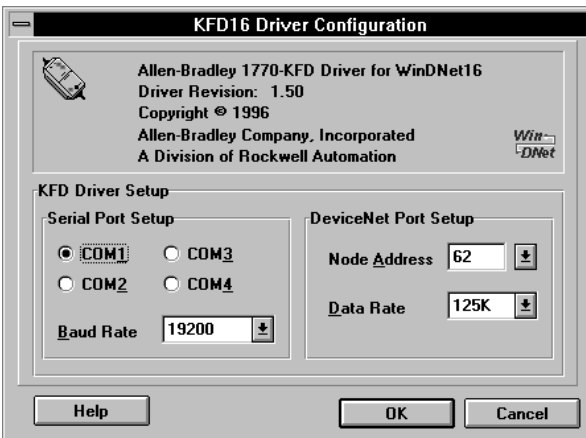 KFD16 Driver Configuration
Allen-Bradley 1770-KFD Driver for WinDNet16
Driver Revision: 1.50
Copyright © 1996
Allen-Bradley Company, Incorporated
A Division of Rockwell Automation
Win
DNet
KFD Driver Setup
Serial Port Setup
COM1 COM3
COM2 COM4
Baud Rate 19200
DeviceNet Port Setup
Node Address 62
Data Rate 125K
Help OK Cancel